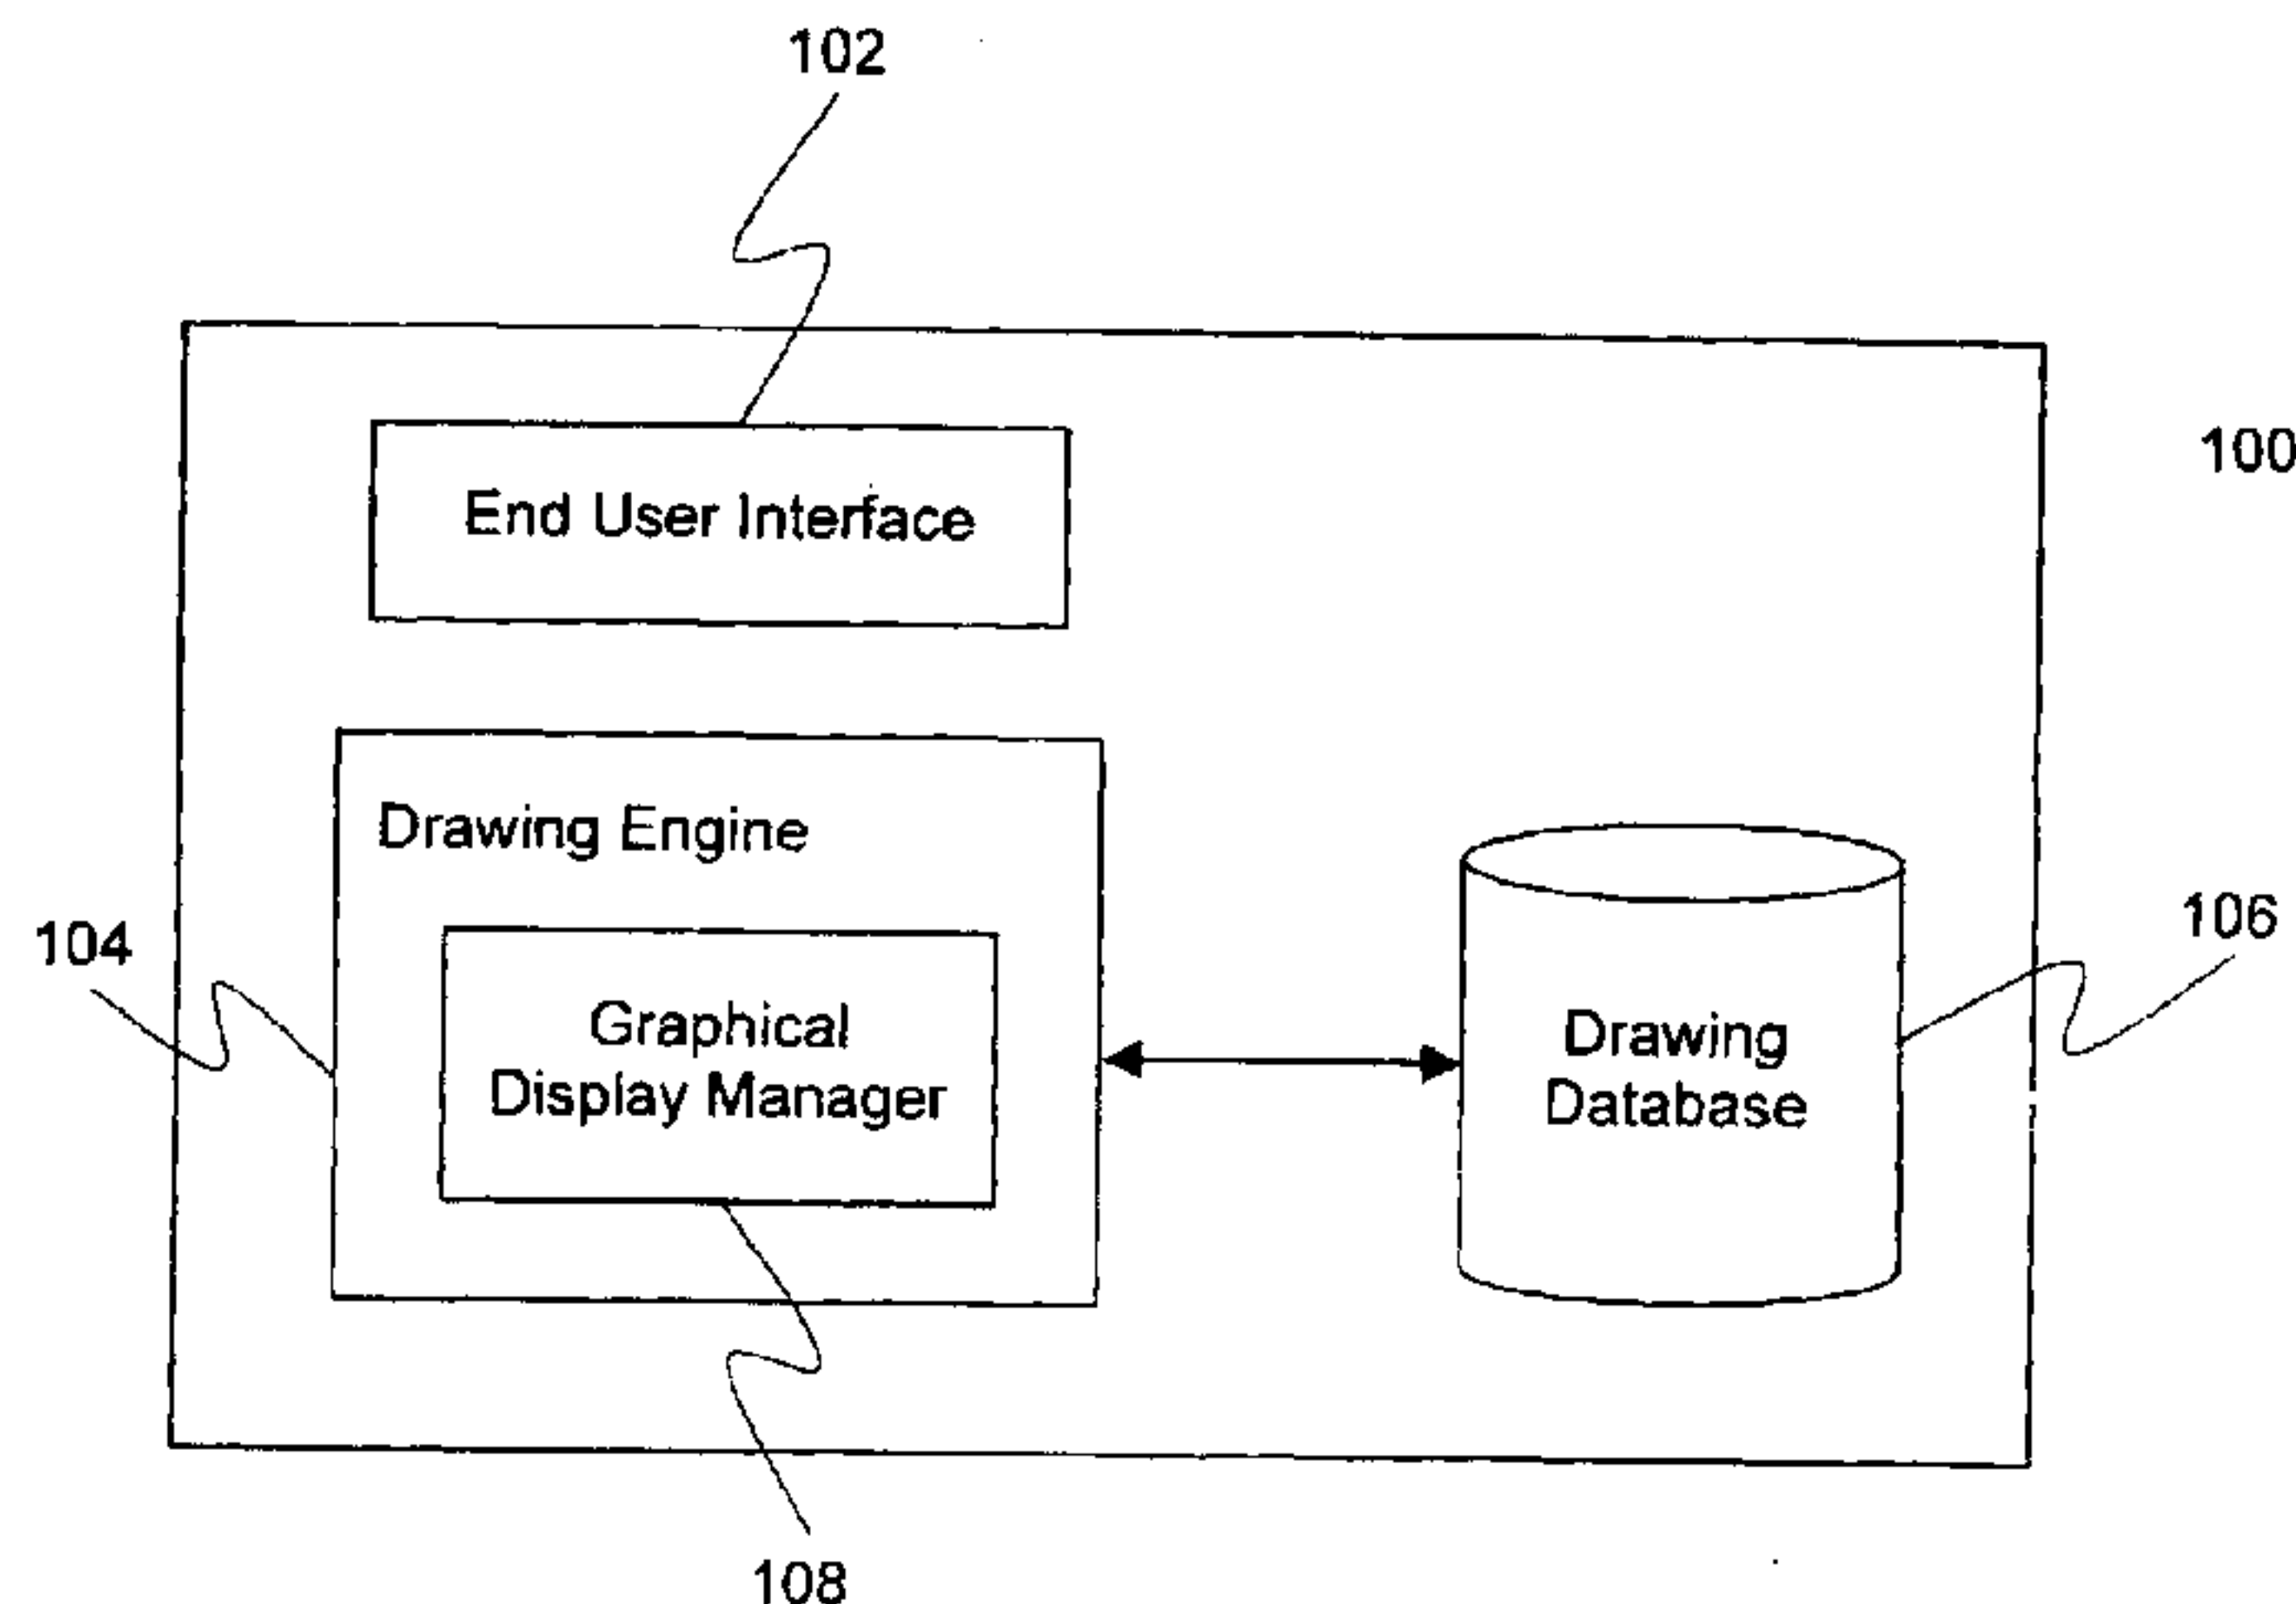 102
100
End User Interface
Drawing Engine
104
106
Graphical
Display Manager
Drawing
Database
108